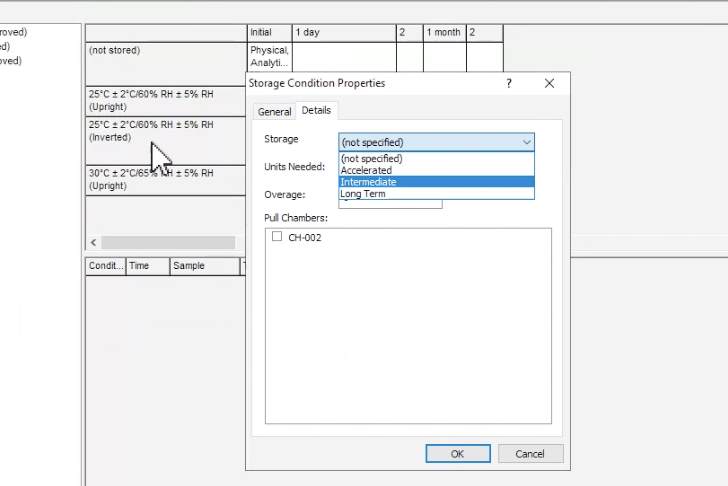 roved)
ed)
oved)
Initial
1 day
2
1 month
2
(not stored)
Physical,
Analyti...
25°C ± 2°C/60% RH ± 5% RH
(Upright)
25°C ± 2°C/60% RH ± 5% RH
(Inverted)
30°C ± 2°C/65% RH ± 5% RH
(Upright)
Condit...
Time
Sample
Storage Condition Properties
?
General
Details
Storage
(not specified)
(not specified)
Accelerated
Intermediate
Long Term
Units Needed:
Overage:
Pull Chambers:
CH-002
OK
Cancel